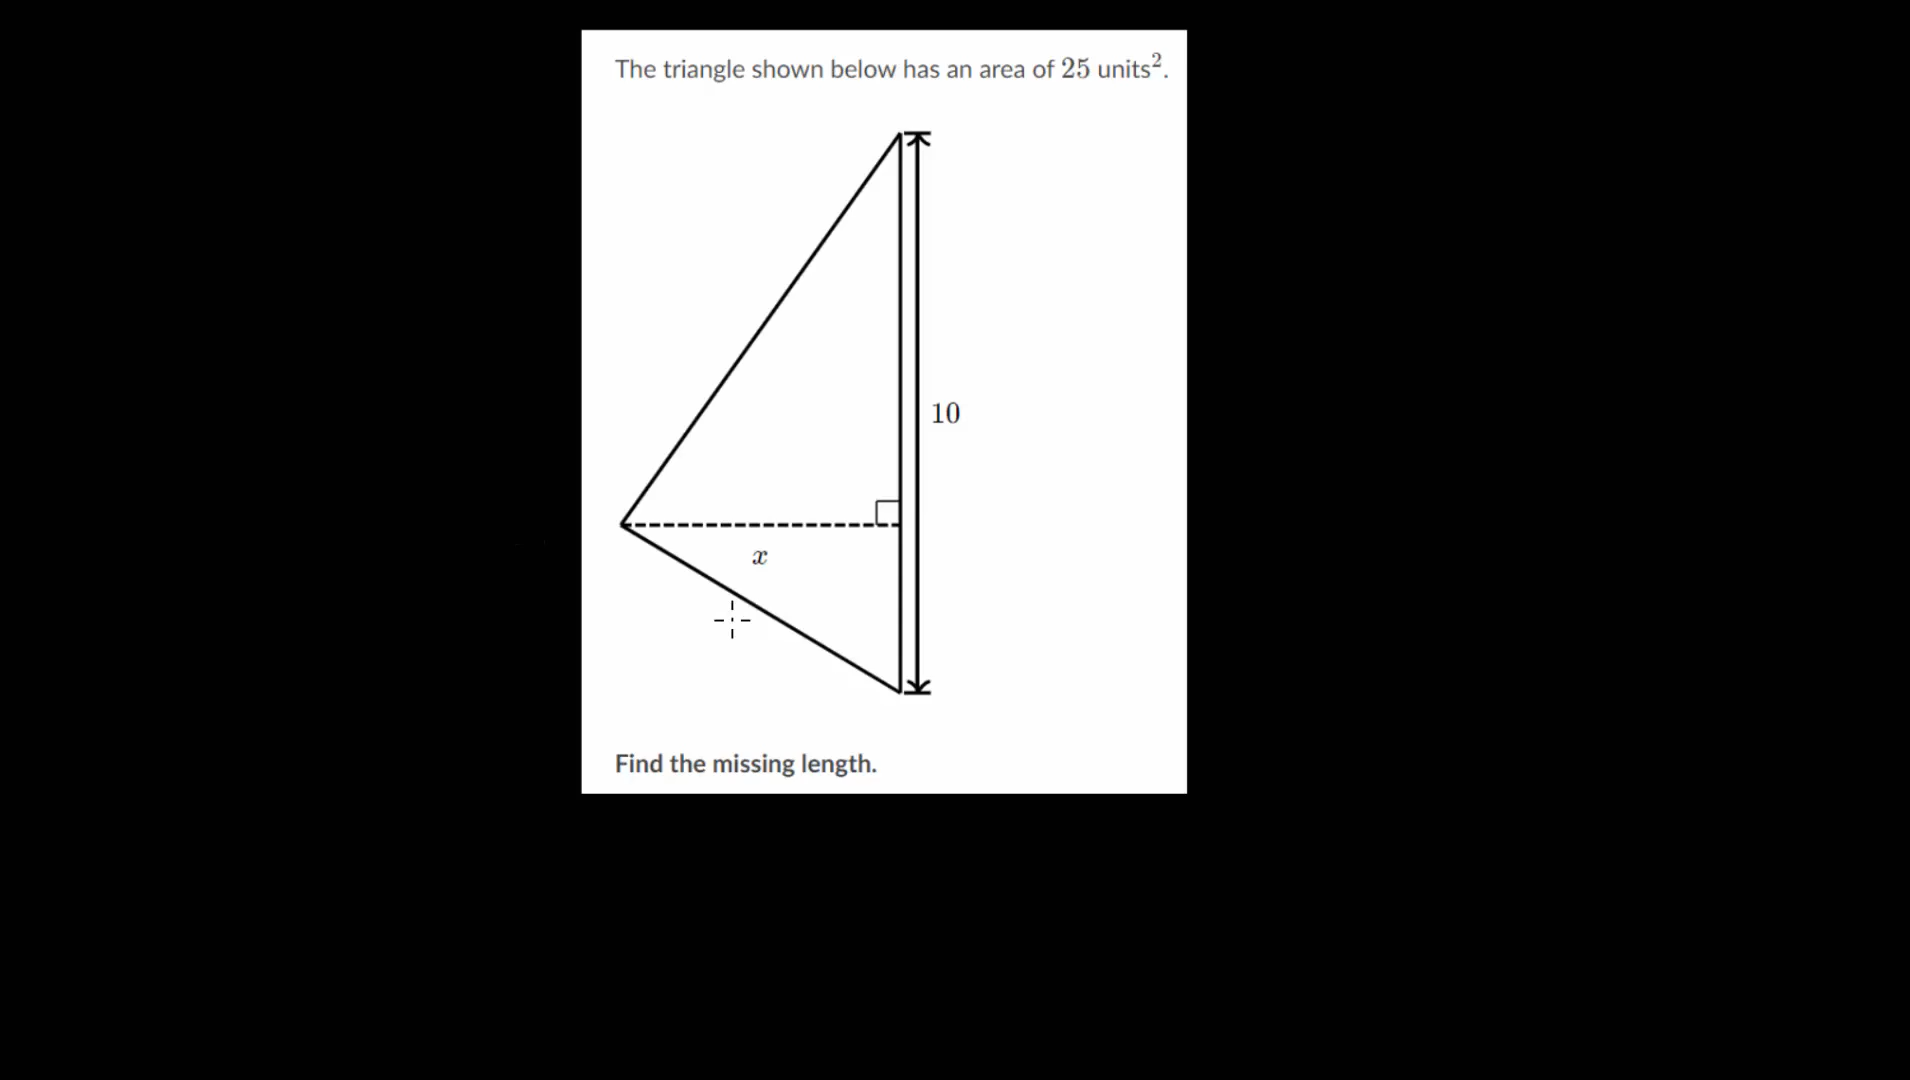 The triangle shown below has an area of 25 units².
10
x
Find the missing length.